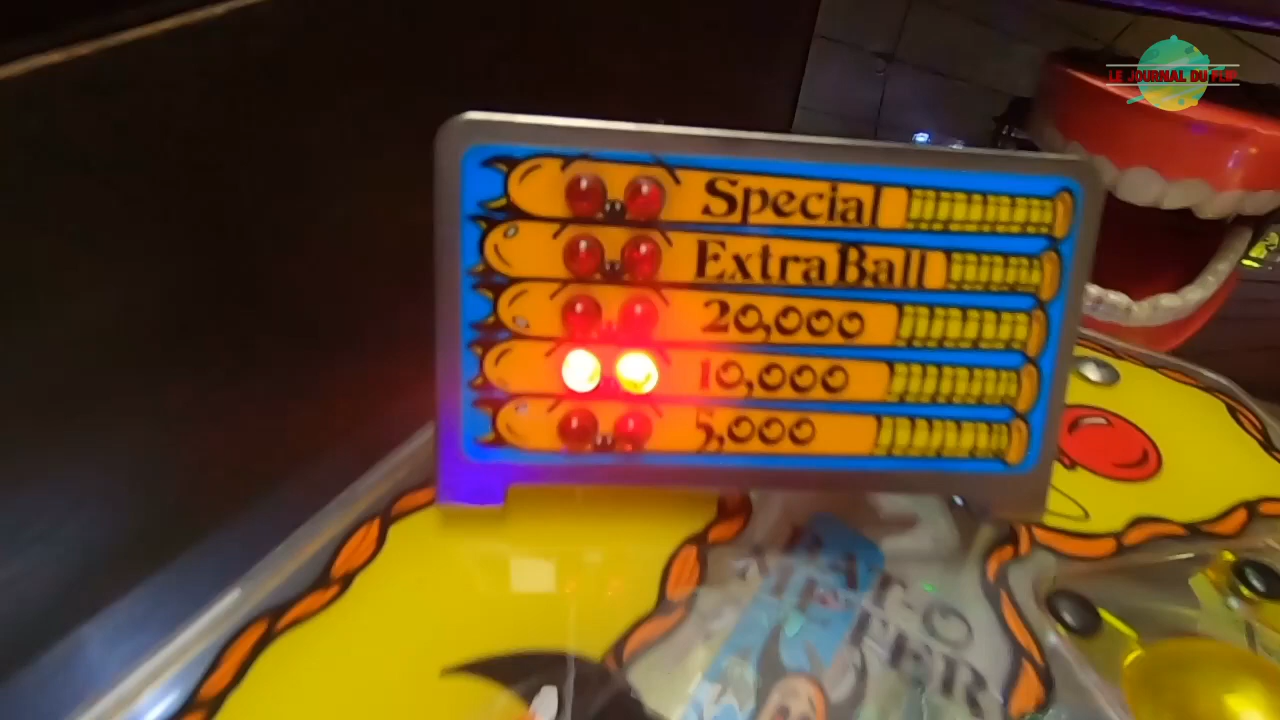 LE JOURNAL DU FLIP
Special
Extra Ball
20,000
10,000
5,000